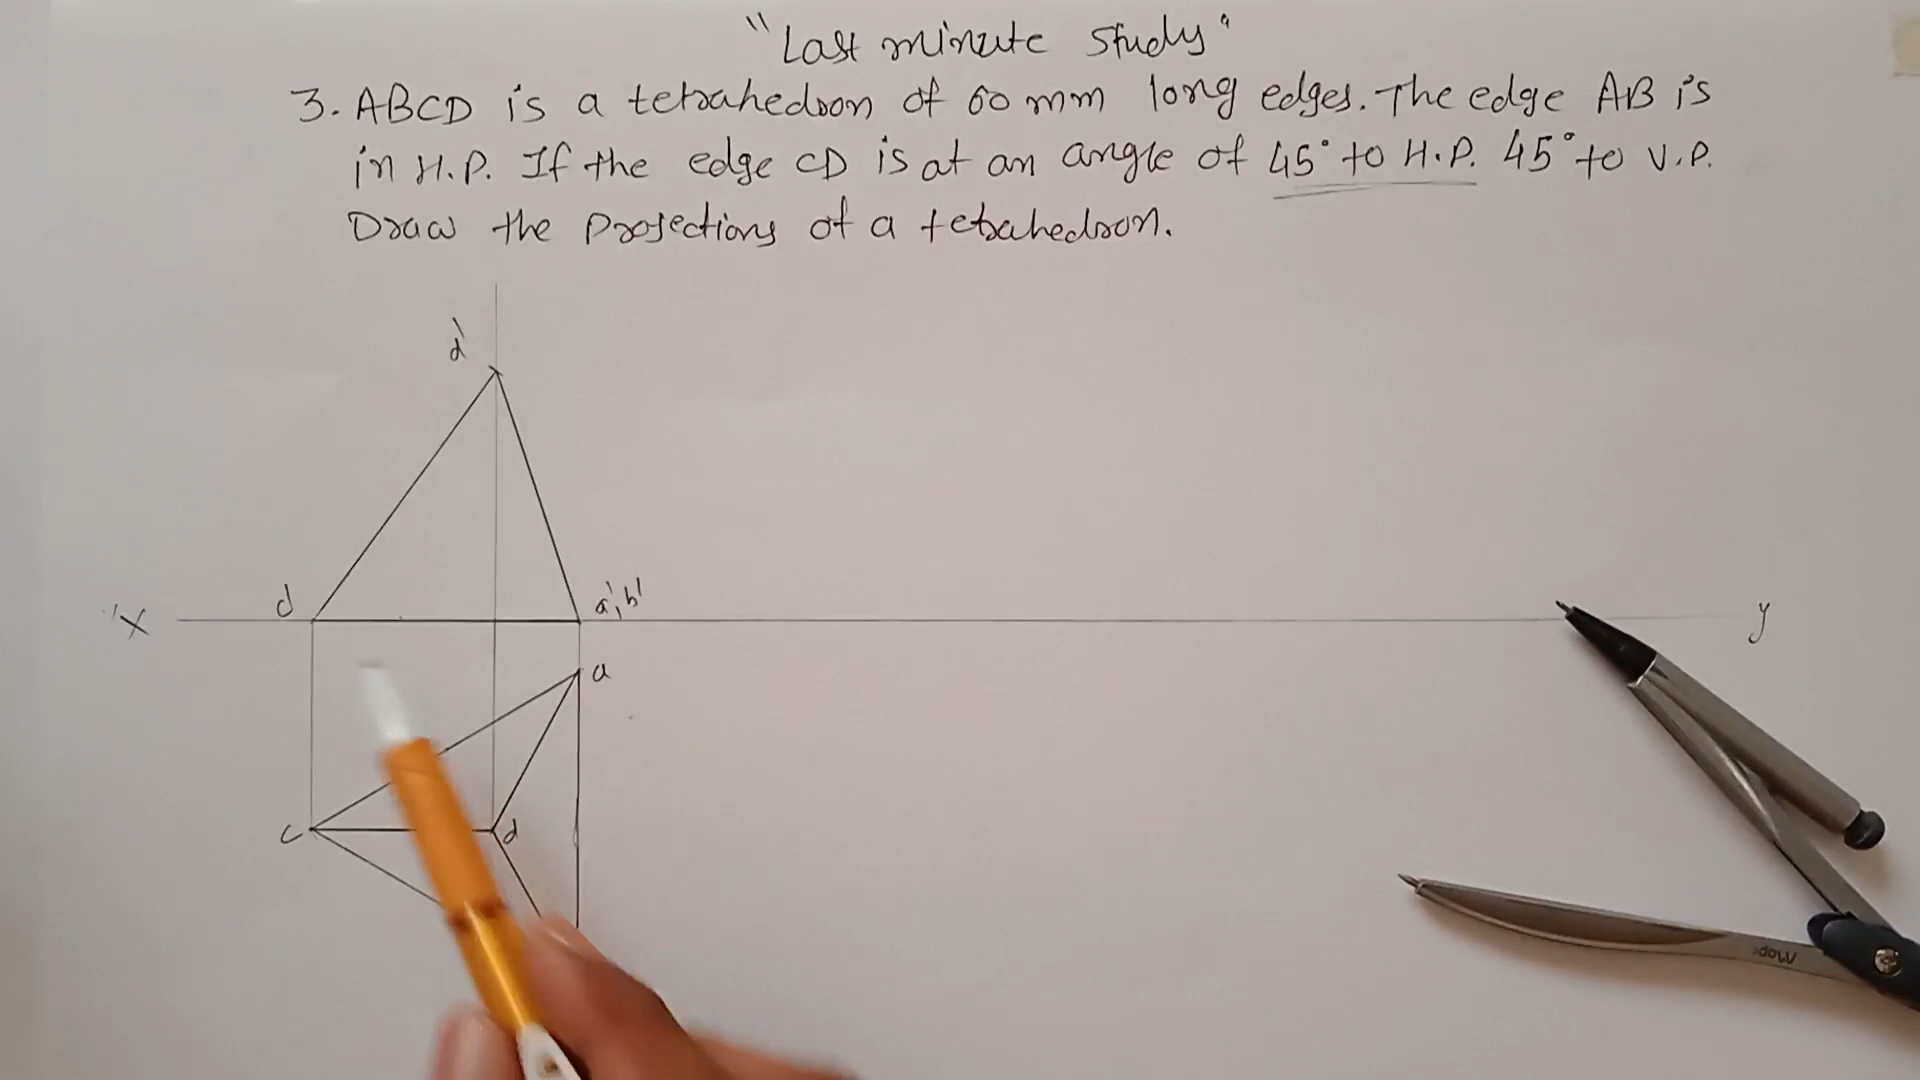 "Last minute study"
3. ABCD is a tetrahedron of 60 mm long edges. The edge AB is
in H.P. If the edge CD is at an angle of 45° to H.P. 45° to V.P.
Draw the Projections of a tetrahedron.
d'
d
a', b'
X
y
a
c
d